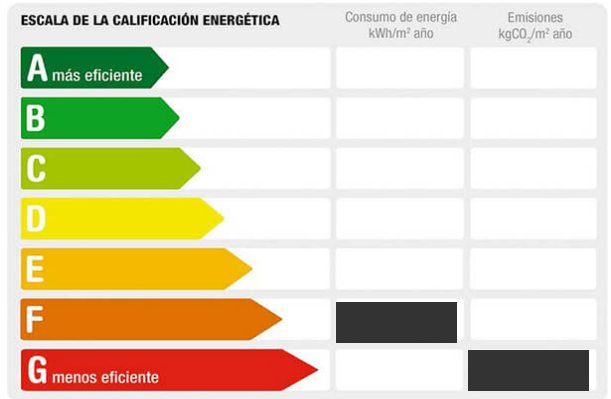 ESCALA DE LA CALIFICACIÓN ENERGÉTICA
Consumo de energía
kWh/m² año
Emisiones
kgCO₂/m² año
A más eficiente
B
C
D
E
F
G menos eficiente